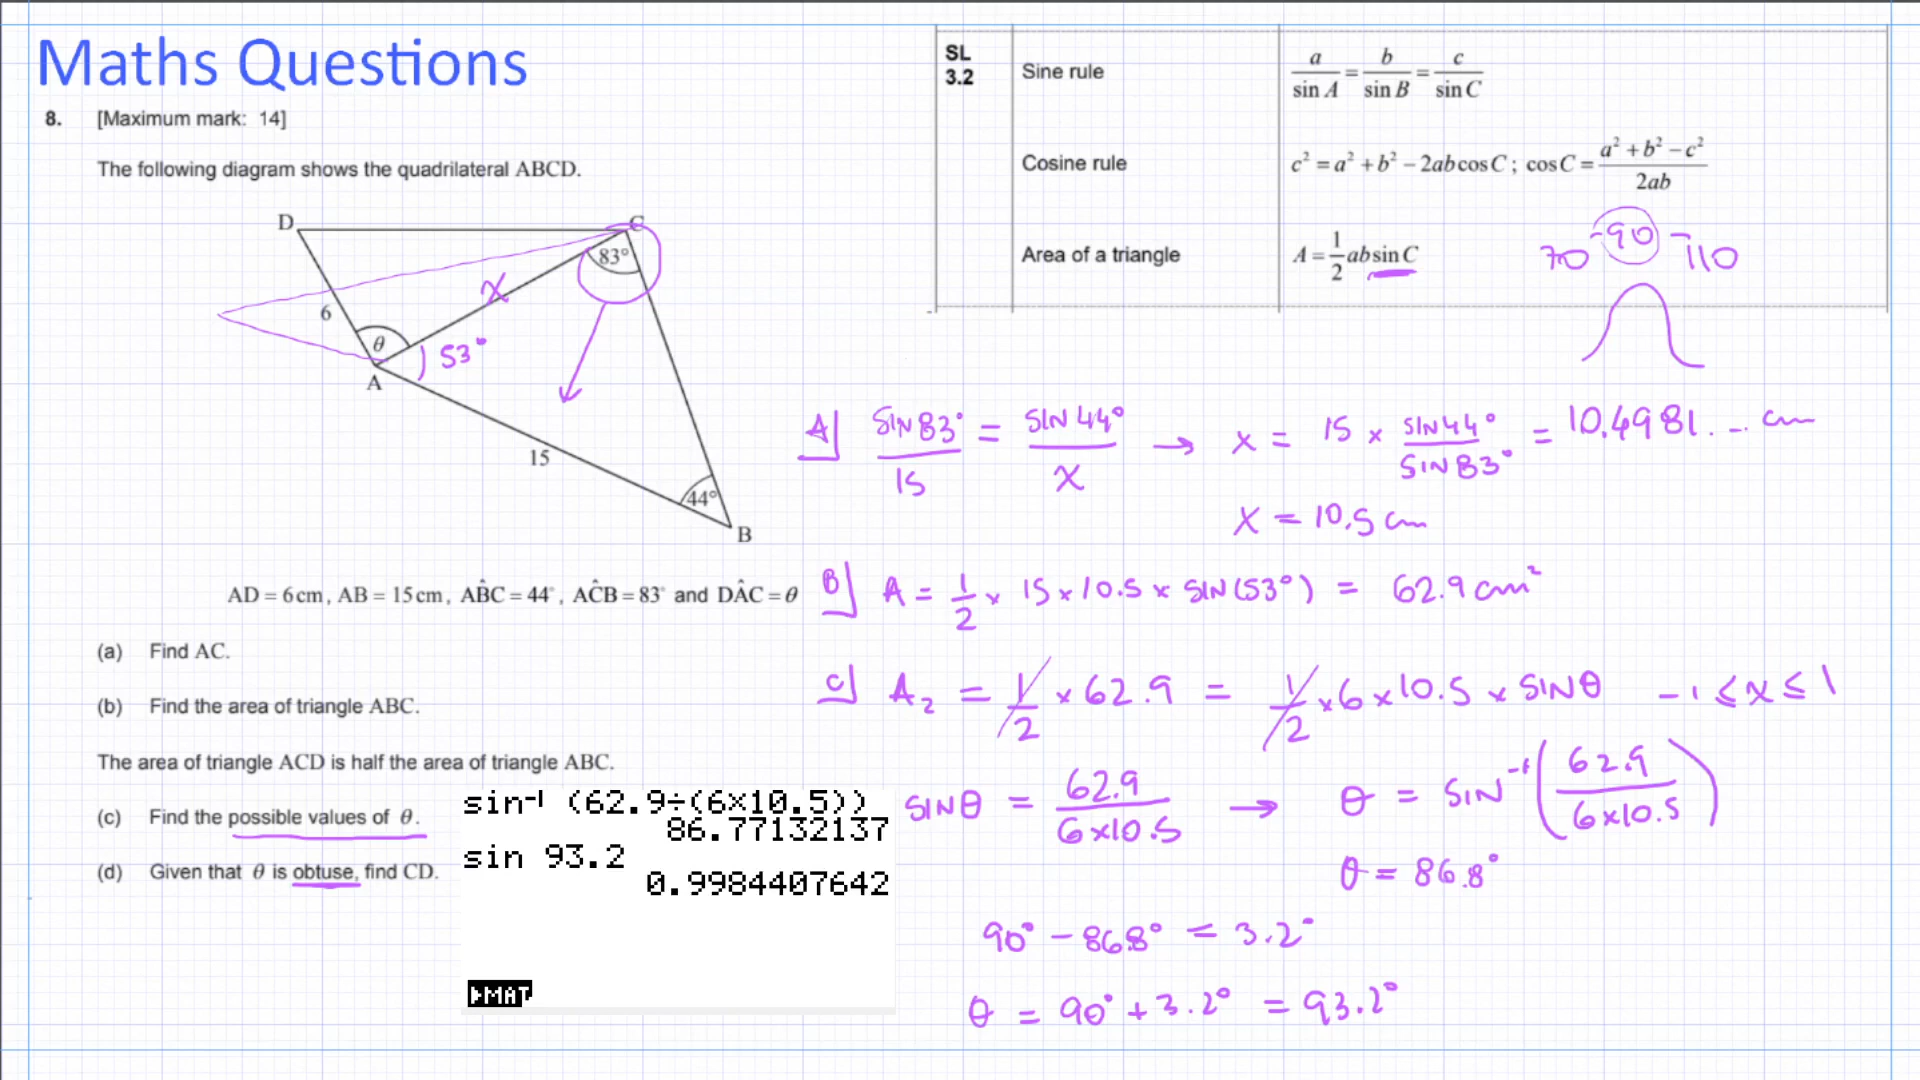 Maths Questions
8. [Maximum mark: 14]
The following diagram shows the quadrilateral ABCD.
D
C
83°
x
6
θ
53°
A
15
44°
B
AD = 6 cm, AB = 15 cm, AB̂C = 44°, AĈB = 83° and DÂC = θ
(a) Find AC.
(b) Find the area of triangle ABC.
The area of triangle ACD is half the area of triangle ABC.
(c) Find the possible values of θ.
(d) Given that θ is obtuse, find CD.
sin⁻¹ (62.9÷(6×10.5))
86.77132137
sin 93.2
0.9984407642
▶MAT
SL 3.2
Sine rule a/sin A = b/sin B = c/sin C
Cosine rule c² = a² + b² − 2ab cos C ; cos C = (a² + b² − c²)/2ab
Area of a triangle A = 1/2 ab sin C
70 -90 -110
A] SIN 83°/15 = SIN 44°/x → x = 15 × SIN 44°/SIN 83° = 10.4981... cm
x = 10.5 cm
B] A = 1/2 × 15 × 10.5 × SIN(53°) = 62.9 cm²
C] A₂ = 1/2 × 62.9 = 1/2 × 6 × 10.5 × SINθ -1 ≤ x ≤ 1
SINθ = 62.9/6×10.5 → θ = SIN⁻¹(62.9/6×10.5)
θ = 86.8°
90° − 86.8° = 3.2°
θ = 90° + 3.2° = 93.2°